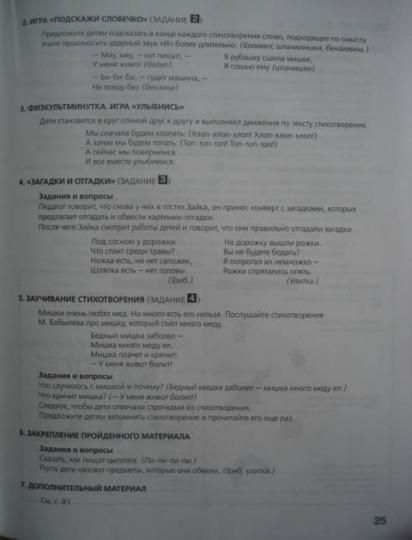 2. ИГРА «ПОДСКАЖИ СЛОВЕЧКО» (ЗАДАНИЕ 2)
Предложите детям подсказать в конце каждого стихотворения слово, подходящее по смыслу.
Учите произносить ударный звук «И» более длительно. (Болиииит, штанииишки, бензииина.)
– Мяу, мяу, – кот пищит, –
У меня живот (болит).
Я рубашку сшила мишке,
Я сошью ему (штанишки).
– Би-би-би, – гудит машина, –
Не поеду без (бензина).
3. ФИЗКУЛЬТМИНУТКА. ИГРА «УЛЫБНИСЬ»
Дети становятся в круг спиной друг к другу и выполняют движения по тексту стихотворения.
Мы сначала будем хлопать: (Хлоп-хлоп-хлоп! Хлоп-хлоп-хлоп!)
А затем мы будем топать: (Топ-топ-топ! Топ-топ-топ!)
А сейчас мы повернемся
И вот вместе улыбнемся.
4. «ЗАГАДКИ И ОТГАДКИ» (ЗАДАНИЕ 3)
Задания и вопросы
Педагог говорит, что снова у них в гостях Зайка, он принес конверт с загадками, которые
предлагает отгадать и обвести картинки-отгадки.
После чего Зайка смотрит работы детей и говорит, что они правильно отгадали загадки.
Под сосною у дорожки
Что стоит среди травы?
Ножка есть, но нет сапожек,
Шляпка есть – нет головы.
(Гриб.)
На дорожку вышли рожки.
Вы не будете бодать?
Я потрогал их немножко –
Рожки спрятались опять.
(Улитка.)
5. ЗАУЧИВАНИЕ СТИХОТВОРЕНИЯ (ЗАДАНИЕ 4)
Мишки очень любят мед. Но много есть его нельзя. Послушайте стихотворение
М. Бобылева про мишку, который съел много меду.
Бедный мишка заболел –
Мишка много меду ел.
Мишка плачет и кричит:
– У меня живот болит!
Задания и вопросы
Что случилось с мишкой и почему? (Бедный мишка заболел – мишка много меду ел.)
Что кричит мишка? (– У меня живот болит!)
Следите, чтобы дети отвечали строчками из стихотворения.
Предложите детям запомнить стихотворение и прочитайте его еще раз.
6. ЗАКРЕПЛЕНИЕ ПРОЙДЕННОГО МАТЕРИАЛА
Задания и вопросы
Сказать, как пищат цыплята. (Пи-пи-пи-пи.)
Пусть дети назовут предметы, которые они обвели. (Гриб, улитка.)
7. ДОПОЛНИТЕЛЬНЫЙ МАТЕРИАЛ
См. с. 81.
25